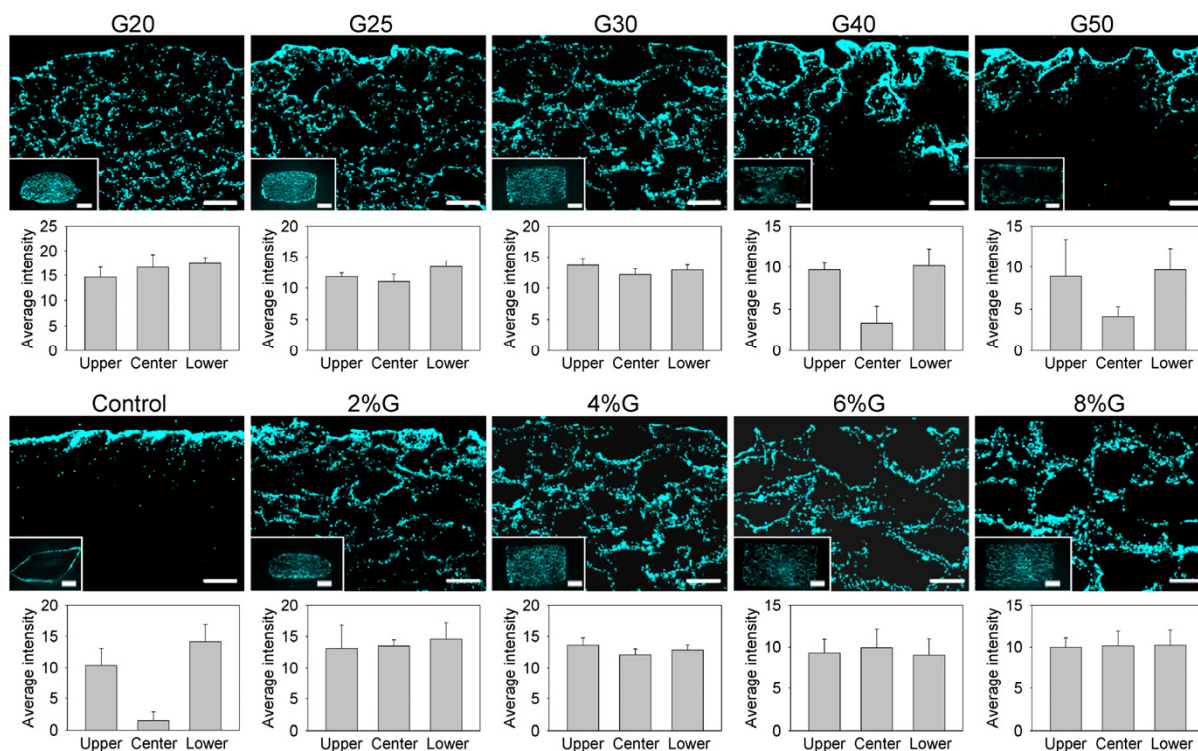 G20 G25 G30 G40 G50
Average intensity Average intensity Average intensity Average intensity Average intensity
25 20 20 15 15
20 15 15 10 10
15 10 10 5 5
10 5 5 0 0
5 0 0
0
Upper Center Lower Upper Center Lower Upper Center Lower Upper Center Lower Upper Center Lower
Control 2%G 4%G 6%G 8%G
Average intensity Average intensity Average intensity Average intensity Average intensity
20 20 20 15 15
15 15 15 10 10
10 10 10 5 5
5 5 5 0 0
0 0 0
Upper Center Lower Upper Center Lower Upper Center Lower Upper Center Lower Upper Center Lower